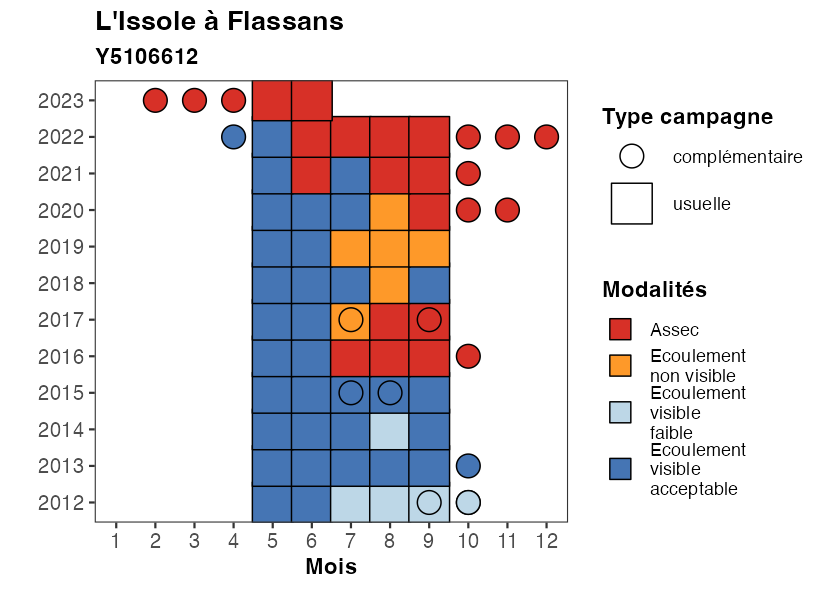 L'Issole à Flassans
Y5106612
2023
2022
2021
2020
2019
2018
2017
2016
2015
2014
2013
2012
1 2 3 4 5 6 7 8 9 10 11 12
Mois
Type campagne
complémentaire
usuelle
Modalités
Assec
Ecoulement
non visible
Ecoulement
visible
faible
Ecoulement
visible
acceptable